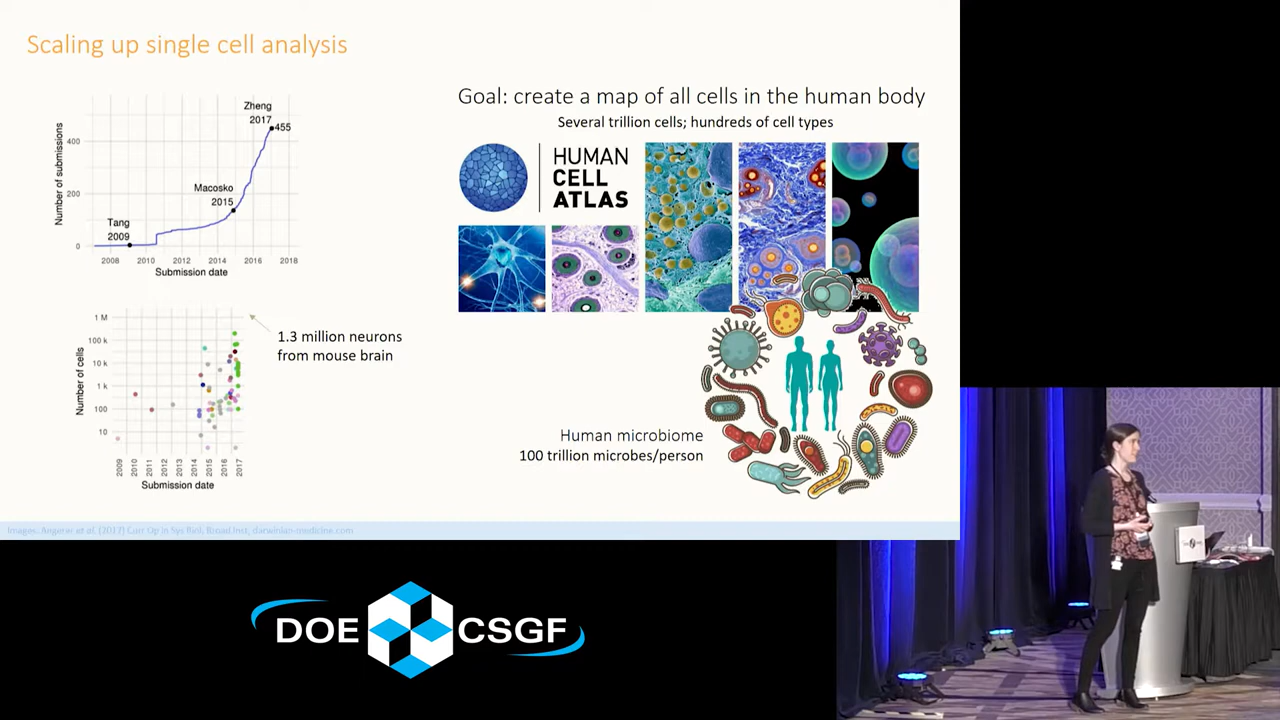 Scaling up single cell analysis
Zheng
2017
455
Macosko
2015
Tang
2009
Number of submissions
400
200
0
2008 2010 2012 2014 2016 2018
Submission date
1 M
100 k
10 k
1 k
100
10
Number of cells
2009 2010 2011 2012 2013 2014 2015 2016 2017
Submission date
1.3 million neurons
from mouse brain
Goal: create a map of all cells in the human body
Several trillion cells; hundreds of cell types
HUMAN
CELL
ATLAS
Human microbiome
100 trillion microbes/person
Images: Angerer et al. (2017) Curr Op in Sys Biol, Broad Inst, darwinian-medicine.com
DOE CSGF